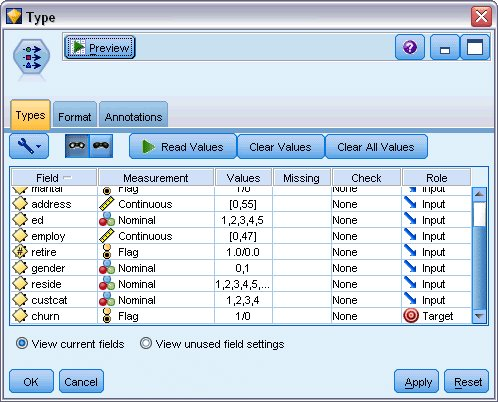 Type
Preview
Types Format Annotations
Read Values Clear Values Clear All Values
Field Measurement Values Missing Check Role
marital Flag 1/0 None Input
address Continuous [0,55] None Input
ed Nominal 1,2,3,4,5 None Input
employ Continuous [0,47] None Input
retire Flag 1.0/0.0 None Input
gender Nominal 0,1 None Input
reside Nominal 1,2,3,4,5,... None Input
custcat Nominal 1,2,3,4 None Input
churn Flag 1/0 None Target
View current fields View unused field settings
OK Cancel Apply Reset